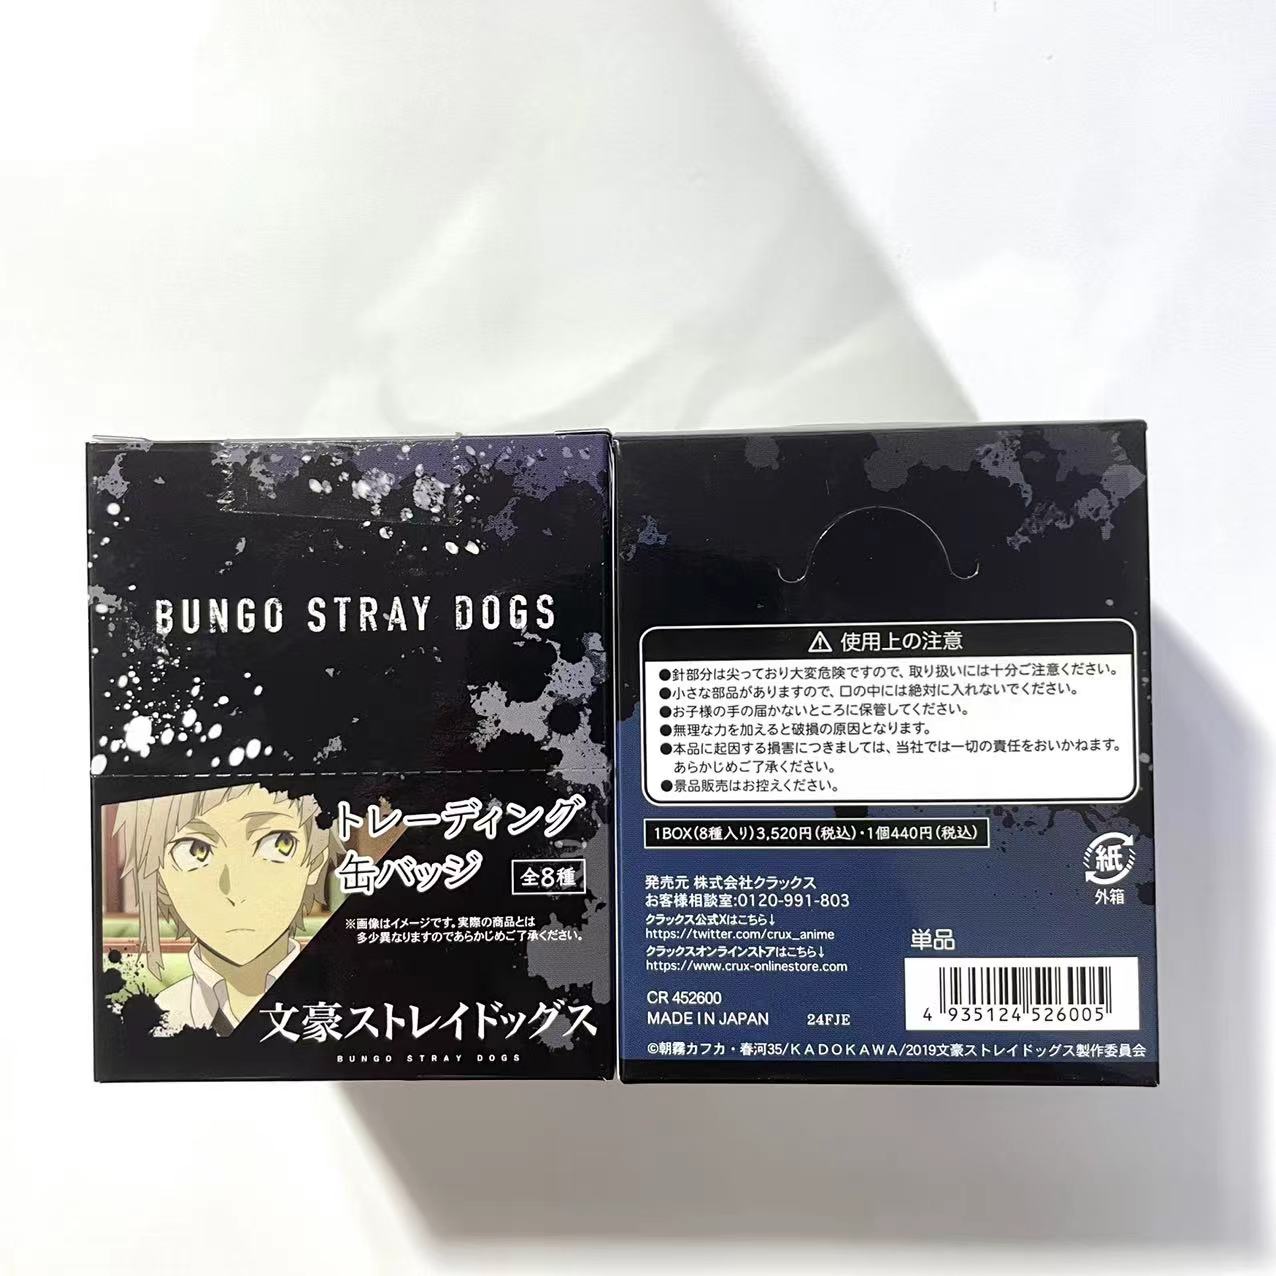 BUNGO STRAY DOGS
トレーディング
缶バッジ
全8種
※画像はイメージです。実際の商品とは
多少異なりますのであらかじめご了承ください。
文豪ストレイドッグス
BUNGO STRAY DOGS
⚠ 使用上の注意
●針部分は尖っており大変危険ですので、取り扱いには十分ご注意ください。
●小さな部品がありますので、口の中には絶対に入れないでください。
●お子様の手の届かないところに保管してください。
●無理な力を加えると破損の原因となります。
●本品に起因する損害につきましては、当社では一切の責任をおいかねます。
あらかじめご了承ください。
●景品販売はお控えください。
1BOX(8種入り)3,520円(税込)・1個440円(税込)
紙
外箱
発売元 株式会社クラックス
お客様相談室:0120-991-803
クラックス公式Xはこちら↓
https://twitter.com/crux_anime
クラックスオンラインストアはこちら↓
https://www.crux-onlinestore.com
単品
CR 452600
MADE IN JAPAN 24FJE
4 935124 526005
©朝霧カフカ・春河35/KADOKAWA/2019文豪ストレイドッグス製作委員会